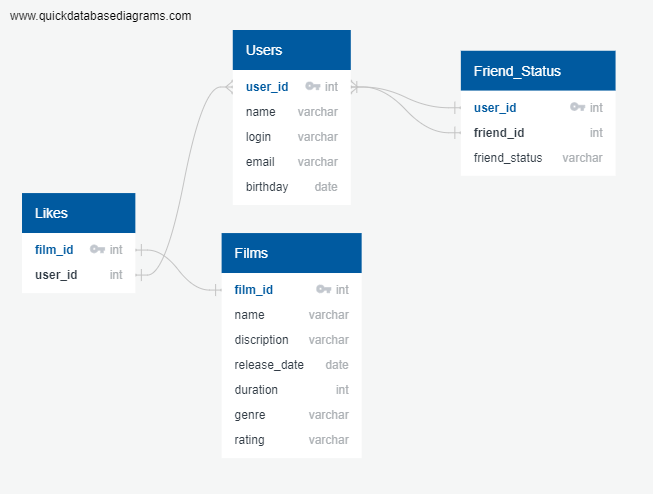 www.quickdatabasediagrams.com
Users
user_id int
name varchar
login varchar
email varchar
birthday date
Friend_Status
user_id int
friend_id int
friend_status varchar
Likes
film_id int
user_id int
Films
film_id int
name varchar
discription varchar
release_date date
duration int
genre varchar
rating varchar